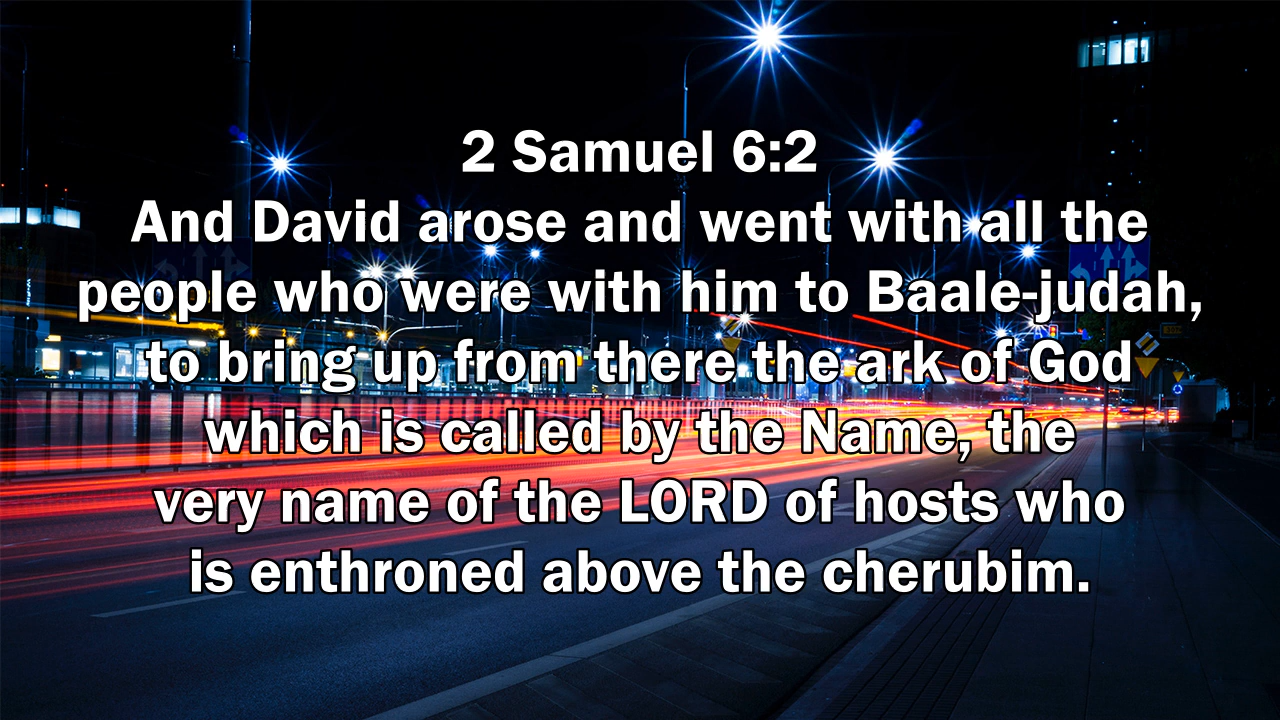 2 Samuel 6:2
And David arose and went with all the
people who were with him to Baale-judah,
to bring up from there the ark of God
which is called by the Name, the
very name of the LORD of hosts who
is enthroned above the cherubim.